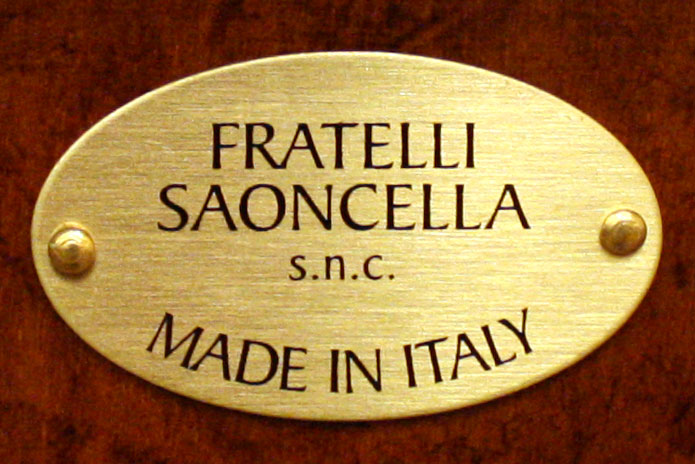 FRATELLI
SAONCELLA
s.n.c.
MADE IN ITALY